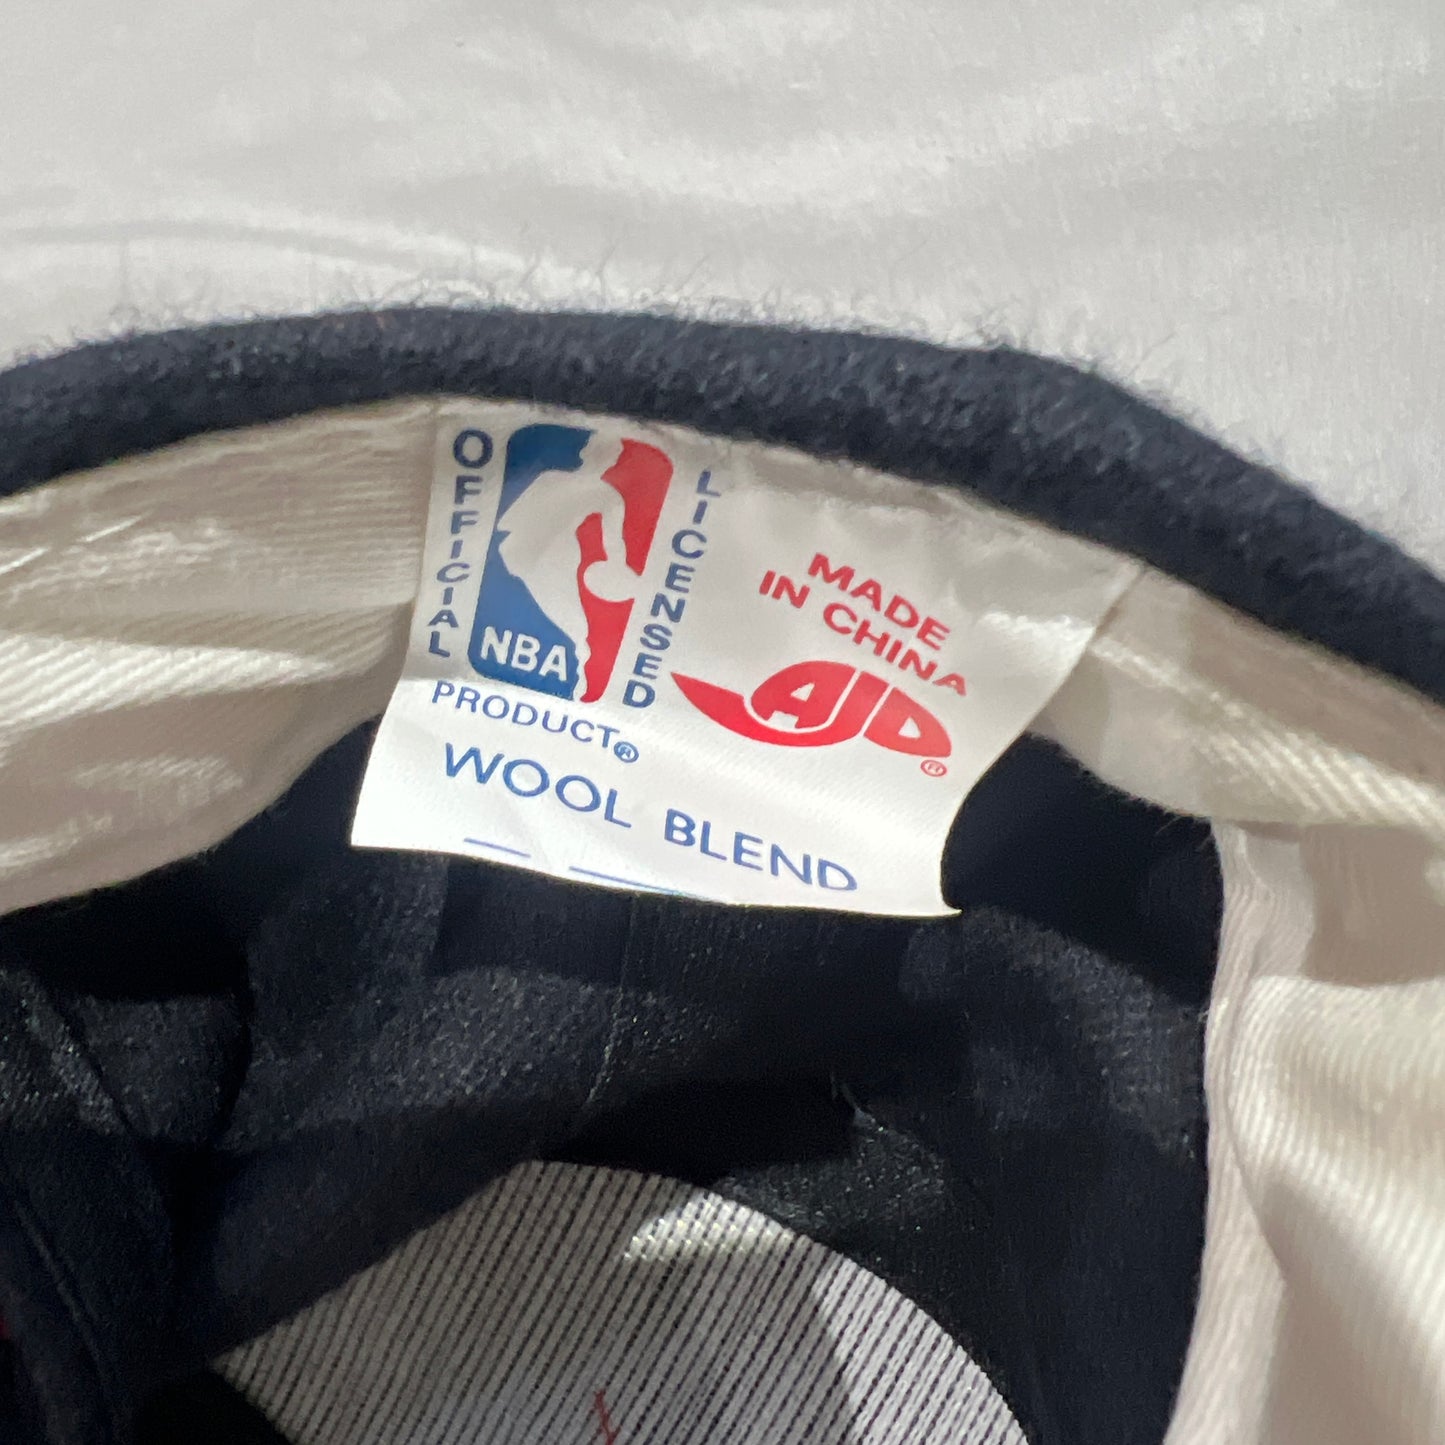 OFFICIAL
NBA
LICENSED
PRODUCT®
MADE
IN CHINA
AJD®
WOOL BLEND